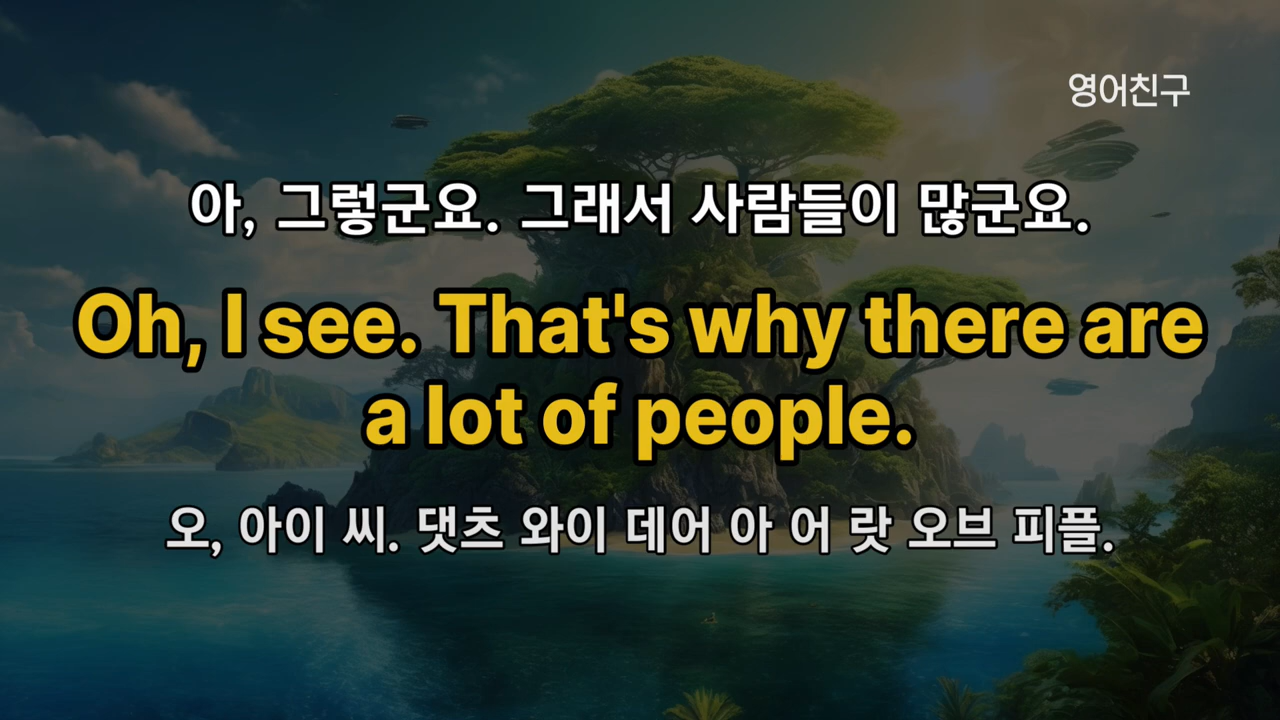 영어친구
아, 그렇군요. 그래서 사람들이 많군요.
Oh, I see. That's why there are
a lot of people.
오, 아이 씨. 댓츠 와이 데어 아 어 랏 오브 피플.